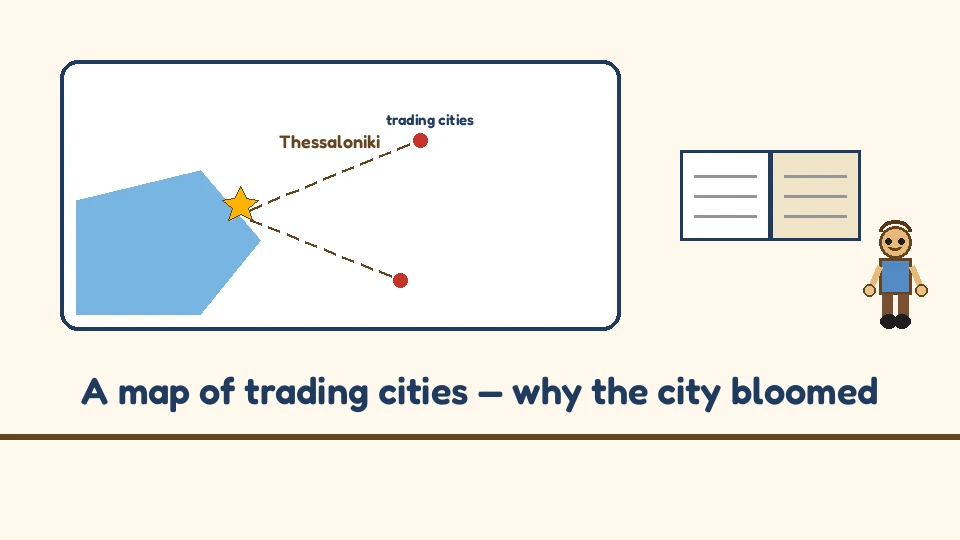 trading cities
Thessaloniki
A map of trading cities — why the city bloomed